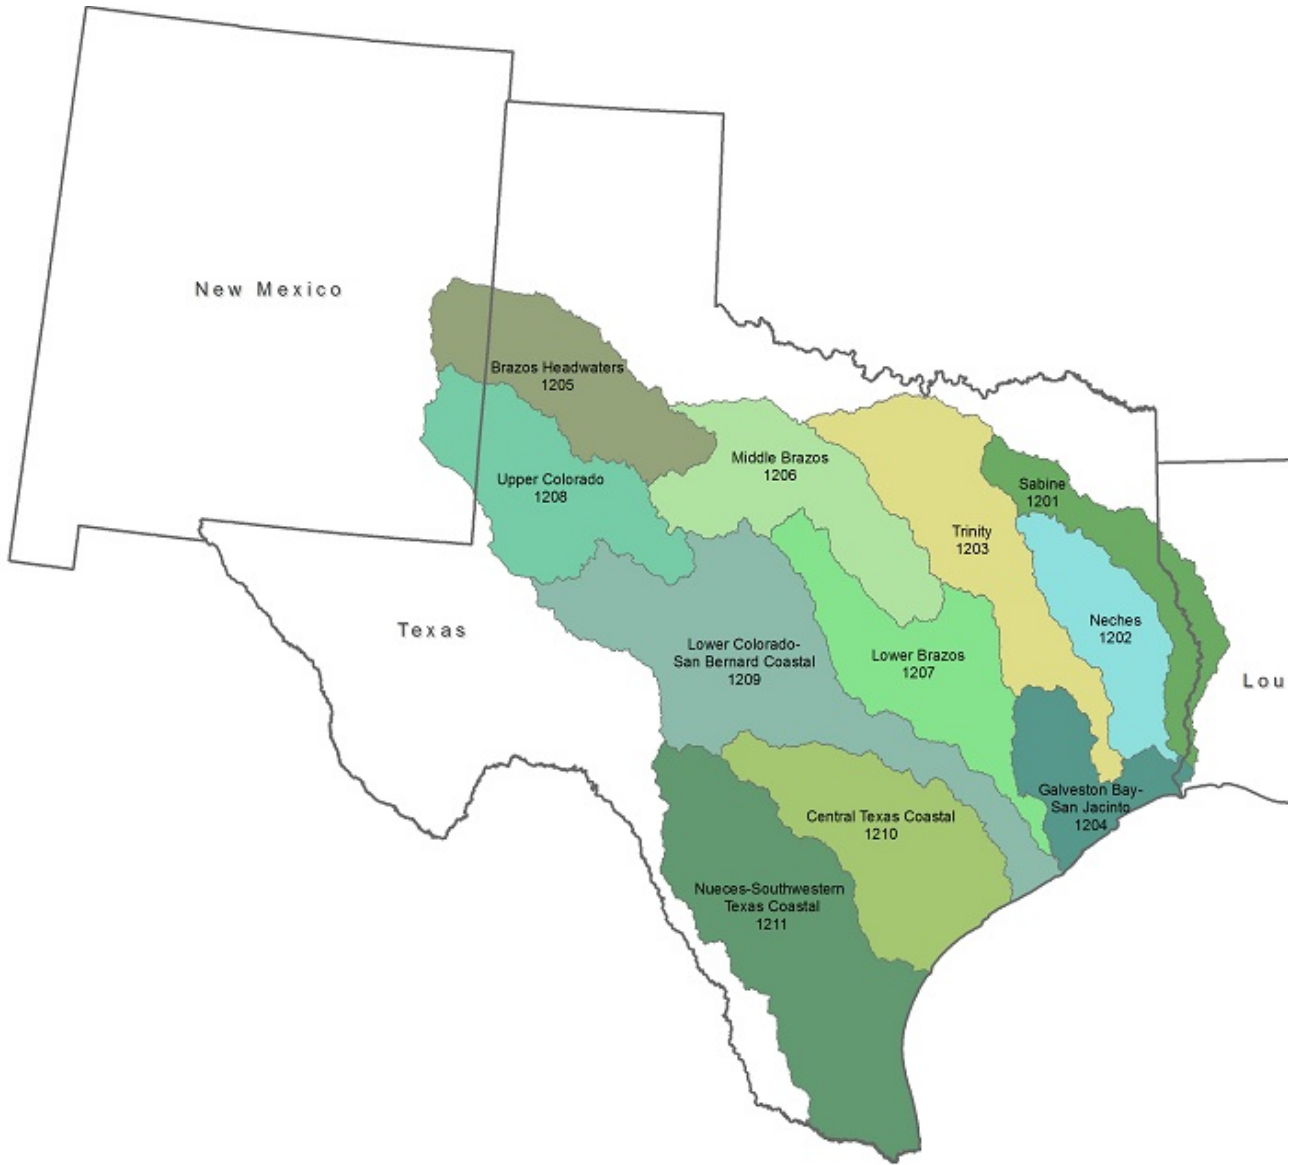 New Mexico
Brazos Headwaters
1205
Middle Brazos
1206
Upper Colorado
1208
Sabine
1201
Trinity
1203
Neches
1202
Texas
Lower Colorado-
San Bernard Coastal
1209
Lower Brazos
1207
Lou
Galveston Bay-
San Jacinto
1204
Central Texas Coastal
1210
Nueces-Southwestern
Texas Coastal
1211